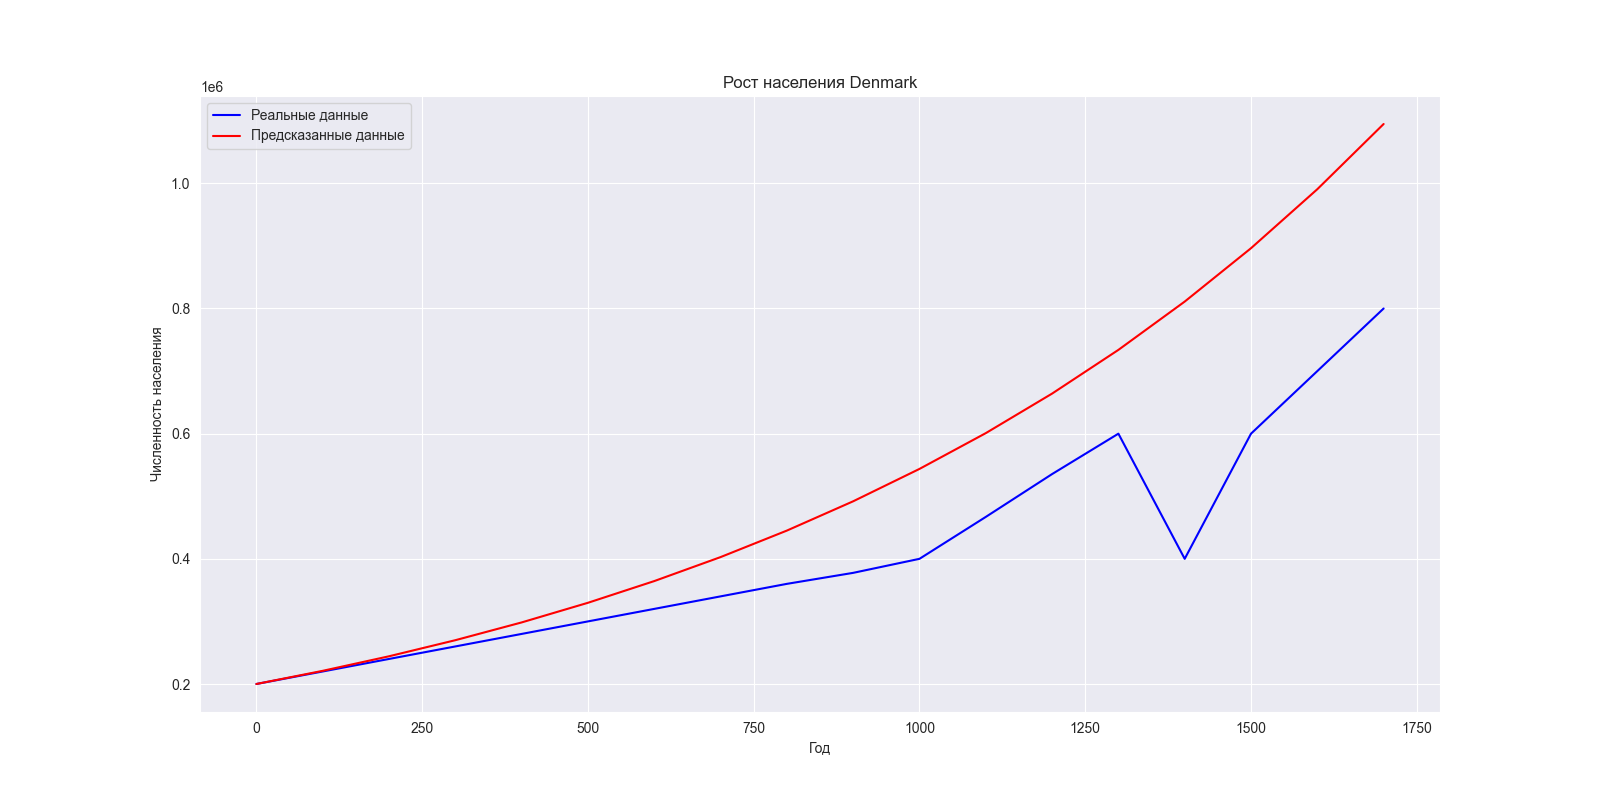 Рост населения Denmark
1e6
Реальные данные
Предсказанные данные
1.0
0.8
0.6
0.4
0.2
Численность населения
0 250 500 750 1000 1250 1500 1750
Год